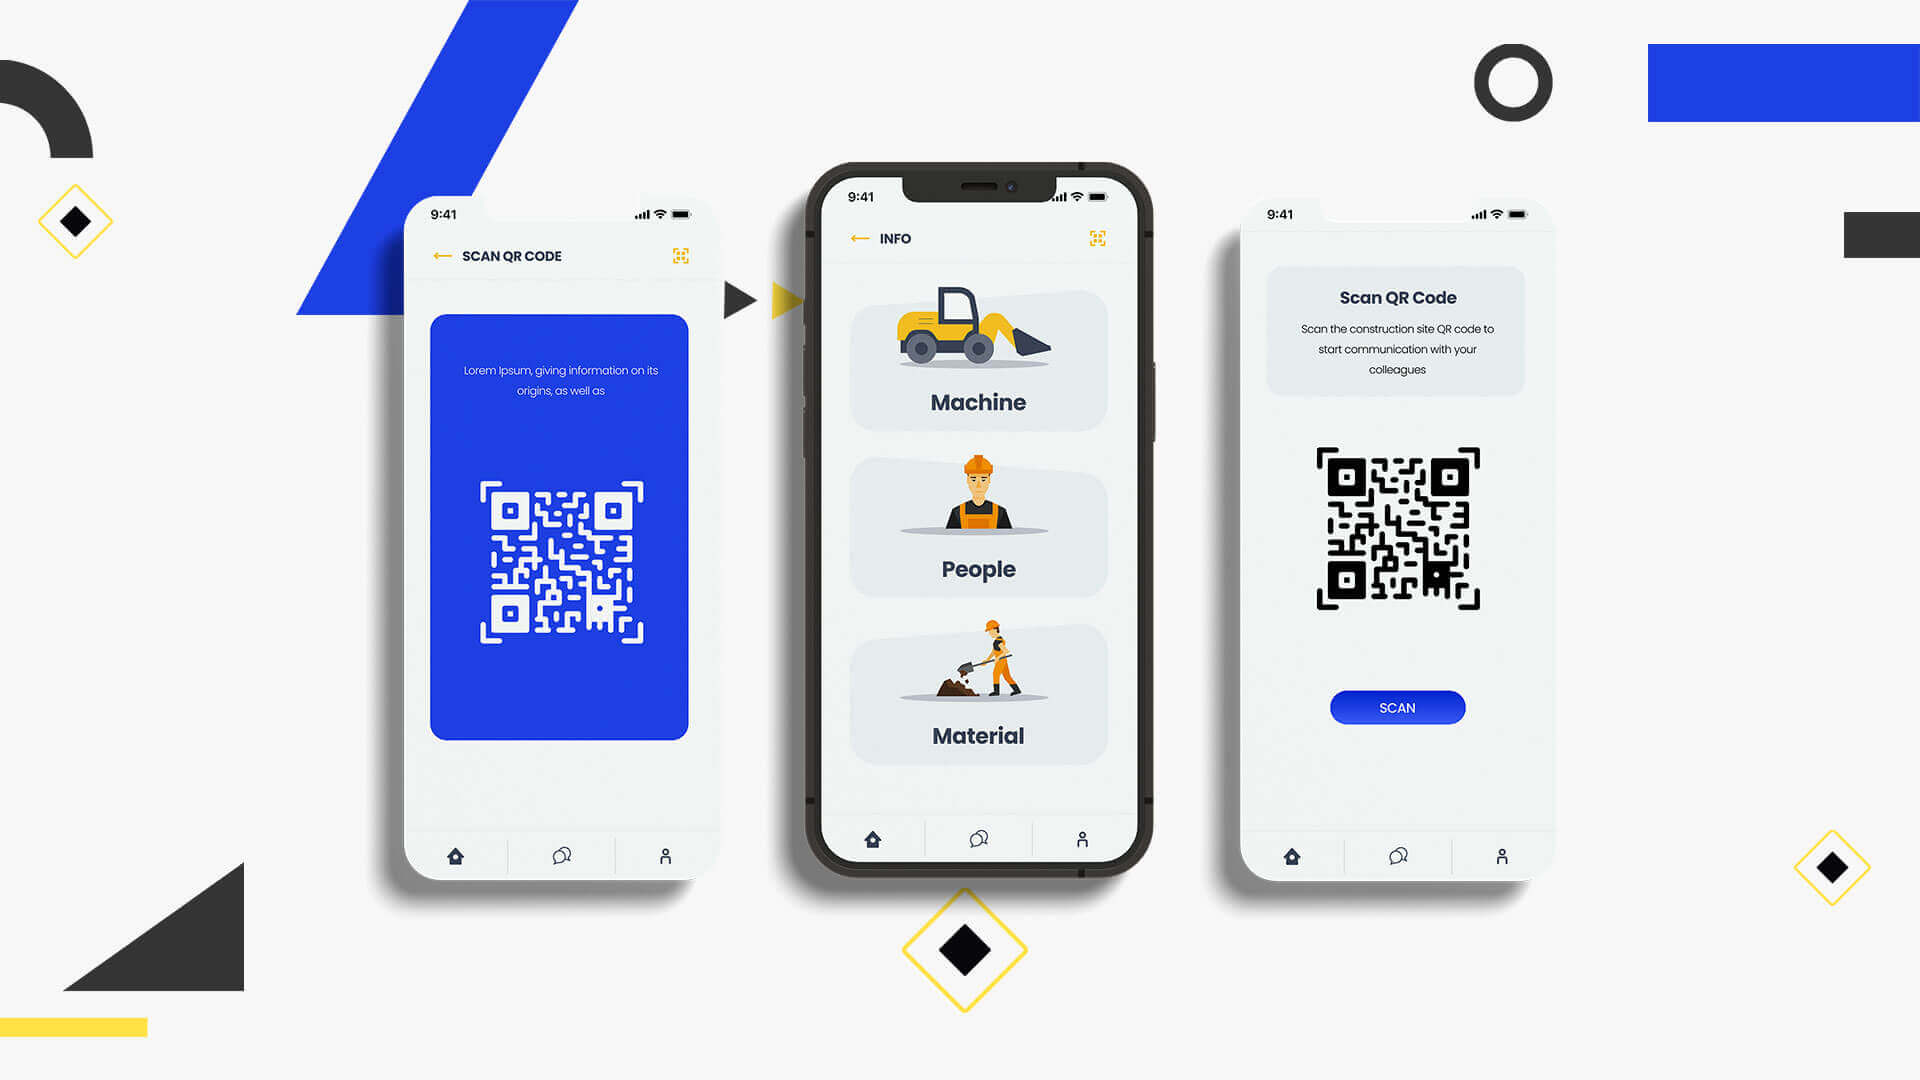 9:41
SCAN QR CODE
Lorem Ipsum, giving information on its
origins, as well as
9:41
INFO
Machine
People
Material
9:41
Scan QR Code
Scan the construction site QR code to
start communication with your
colleagues
SCAN